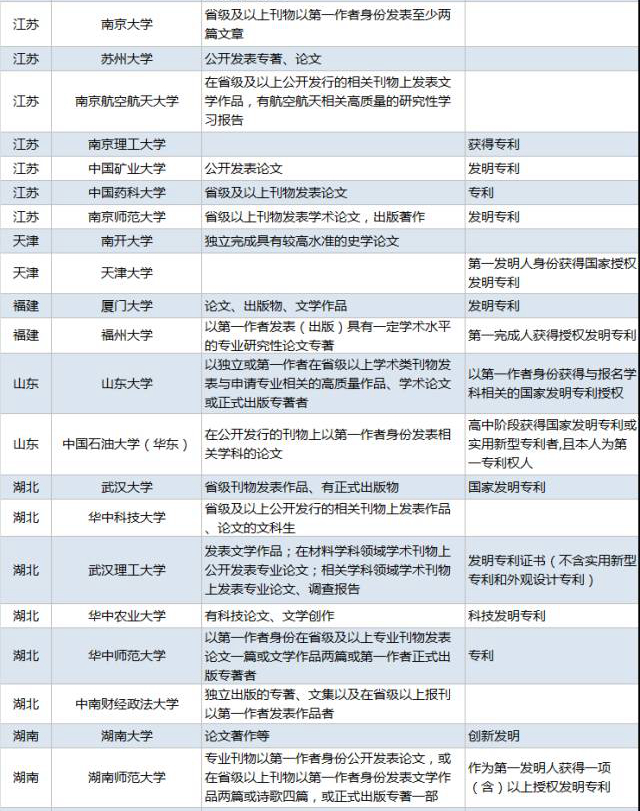 省级及以上刊物以第一作者身份发表至少两
江苏 南京大学
篇文章
江苏 苏州大学 公开发表专著、论文
在省级及以上公开发行的相关刊物上发表文
江苏 南京航空航天大学 学作品，有航空航天相关高质量的研究性学
习报告
江苏 南京理工大学 获得专利
江苏 中国矿业大学 公开发表论文 发明专利
江苏 中国药科大学 省级及以上刊物发表论文 专利
江苏 南京师范大学 省级以上刊物发表学术论文，出版著作 发明专利
天津 南开大学 独立完成具有较高水准的史学论文
天津 天津大学 第一发明人身份获得国家授权
发明专利
福建 厦门大学 论文、出版物、文学作品 发明专利
福建 福州大学 以第一作者发表（出版）具有一定学术水平 第一完成人获得授权发明专利
的专业研究性论文专著
以独立或第一作者在省级以上学术类刊物发
山东 山东大学 表与申请专业相关的高质量作品、学术论文 以第一作者身份获得与报名学
或正式出版专著者 科相关的国家发明专利授权
高中阶段获得国家发明专利或
山东 中国石油大学（华东） 在公开发行的刊物上以第一作者身份发表相 实用新型专利者,且本人为第
关学科的论文 一专利权人
湖北 武汉大学 省级刊物发表作品、有正式出版物 国家发明专利
湖北 华中科技大学 省级及以上公开发行的相关刊物上发表作品
、论文的文科生
发表文学作品；在材料学科领域学术刊物上
湖北 武汉理工大学 公开发表专业论文；相关学科领域学术刊物 发明专利证书（不含实用新型
上发表专业论文、调查报告 专利和外观设计专利）
湖北 华中农业大学 有科技论文、文学创作 科技发明专利
以第一作者身份在省级及以上专业刊物发表
湖北 华中师范大学 论文一篇或文学作品两篇或第一作者正式出 专利
版专著者
湖北 中南财经政法大学 独立出版的专著、文集以及在省级以上报刊
以第一作者发表作品者
湖南 湖南大学 论文著作等 创新发明
专业刊物以第一作者身份公开发表论文，或
湖南 湖南师范大学 在省级以上刊物以第一作者身份发表文学作 作为第一发明人获得一项
品两篇或诗歌四篇，或正式出版专著一部 （含）以上授权发明专利